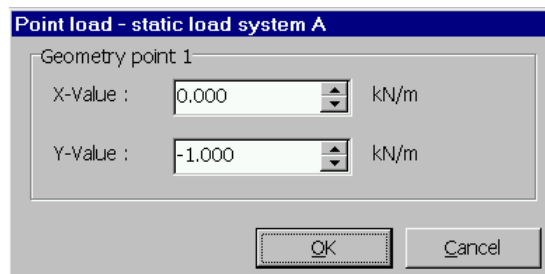 Point load - static load system A
Geometry point 1
X-Value : 0.000 kN/m
Y-Value : -1.000 kN/m
OK Cancel